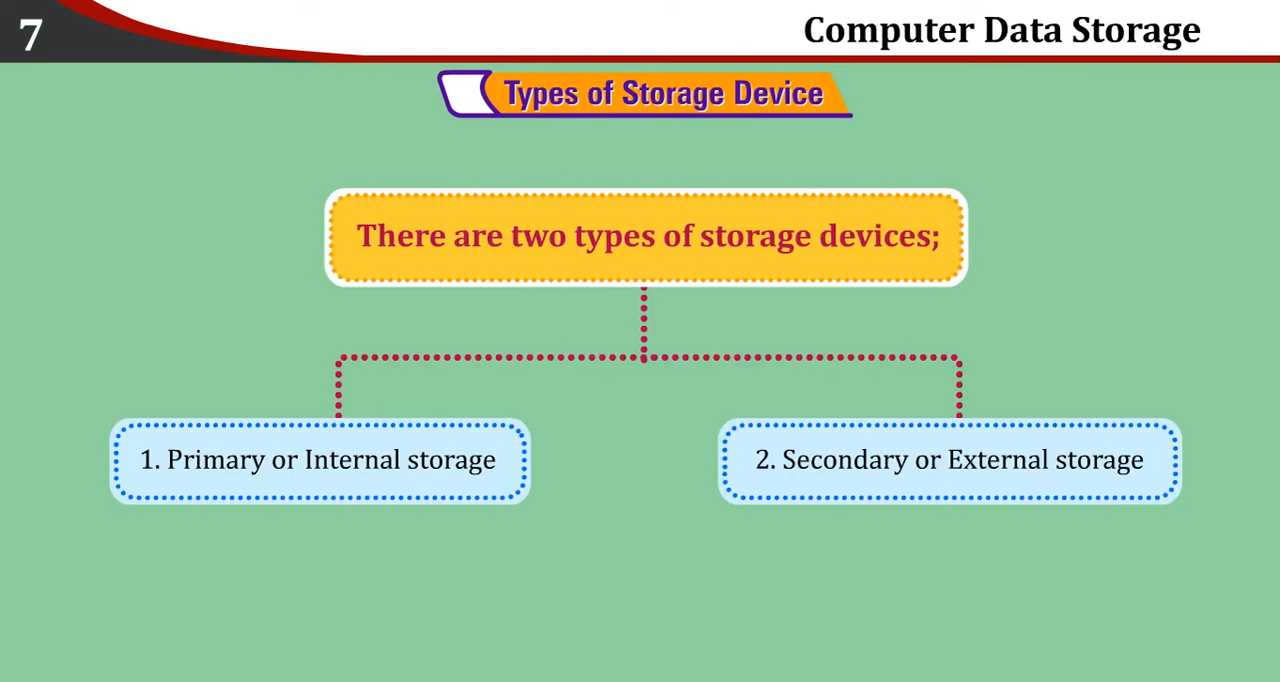 7
Computer Data Storage
Types of Storage Device
There are two types of storage devices;
1. Primary or Internal storage
2. Secondary or External storage